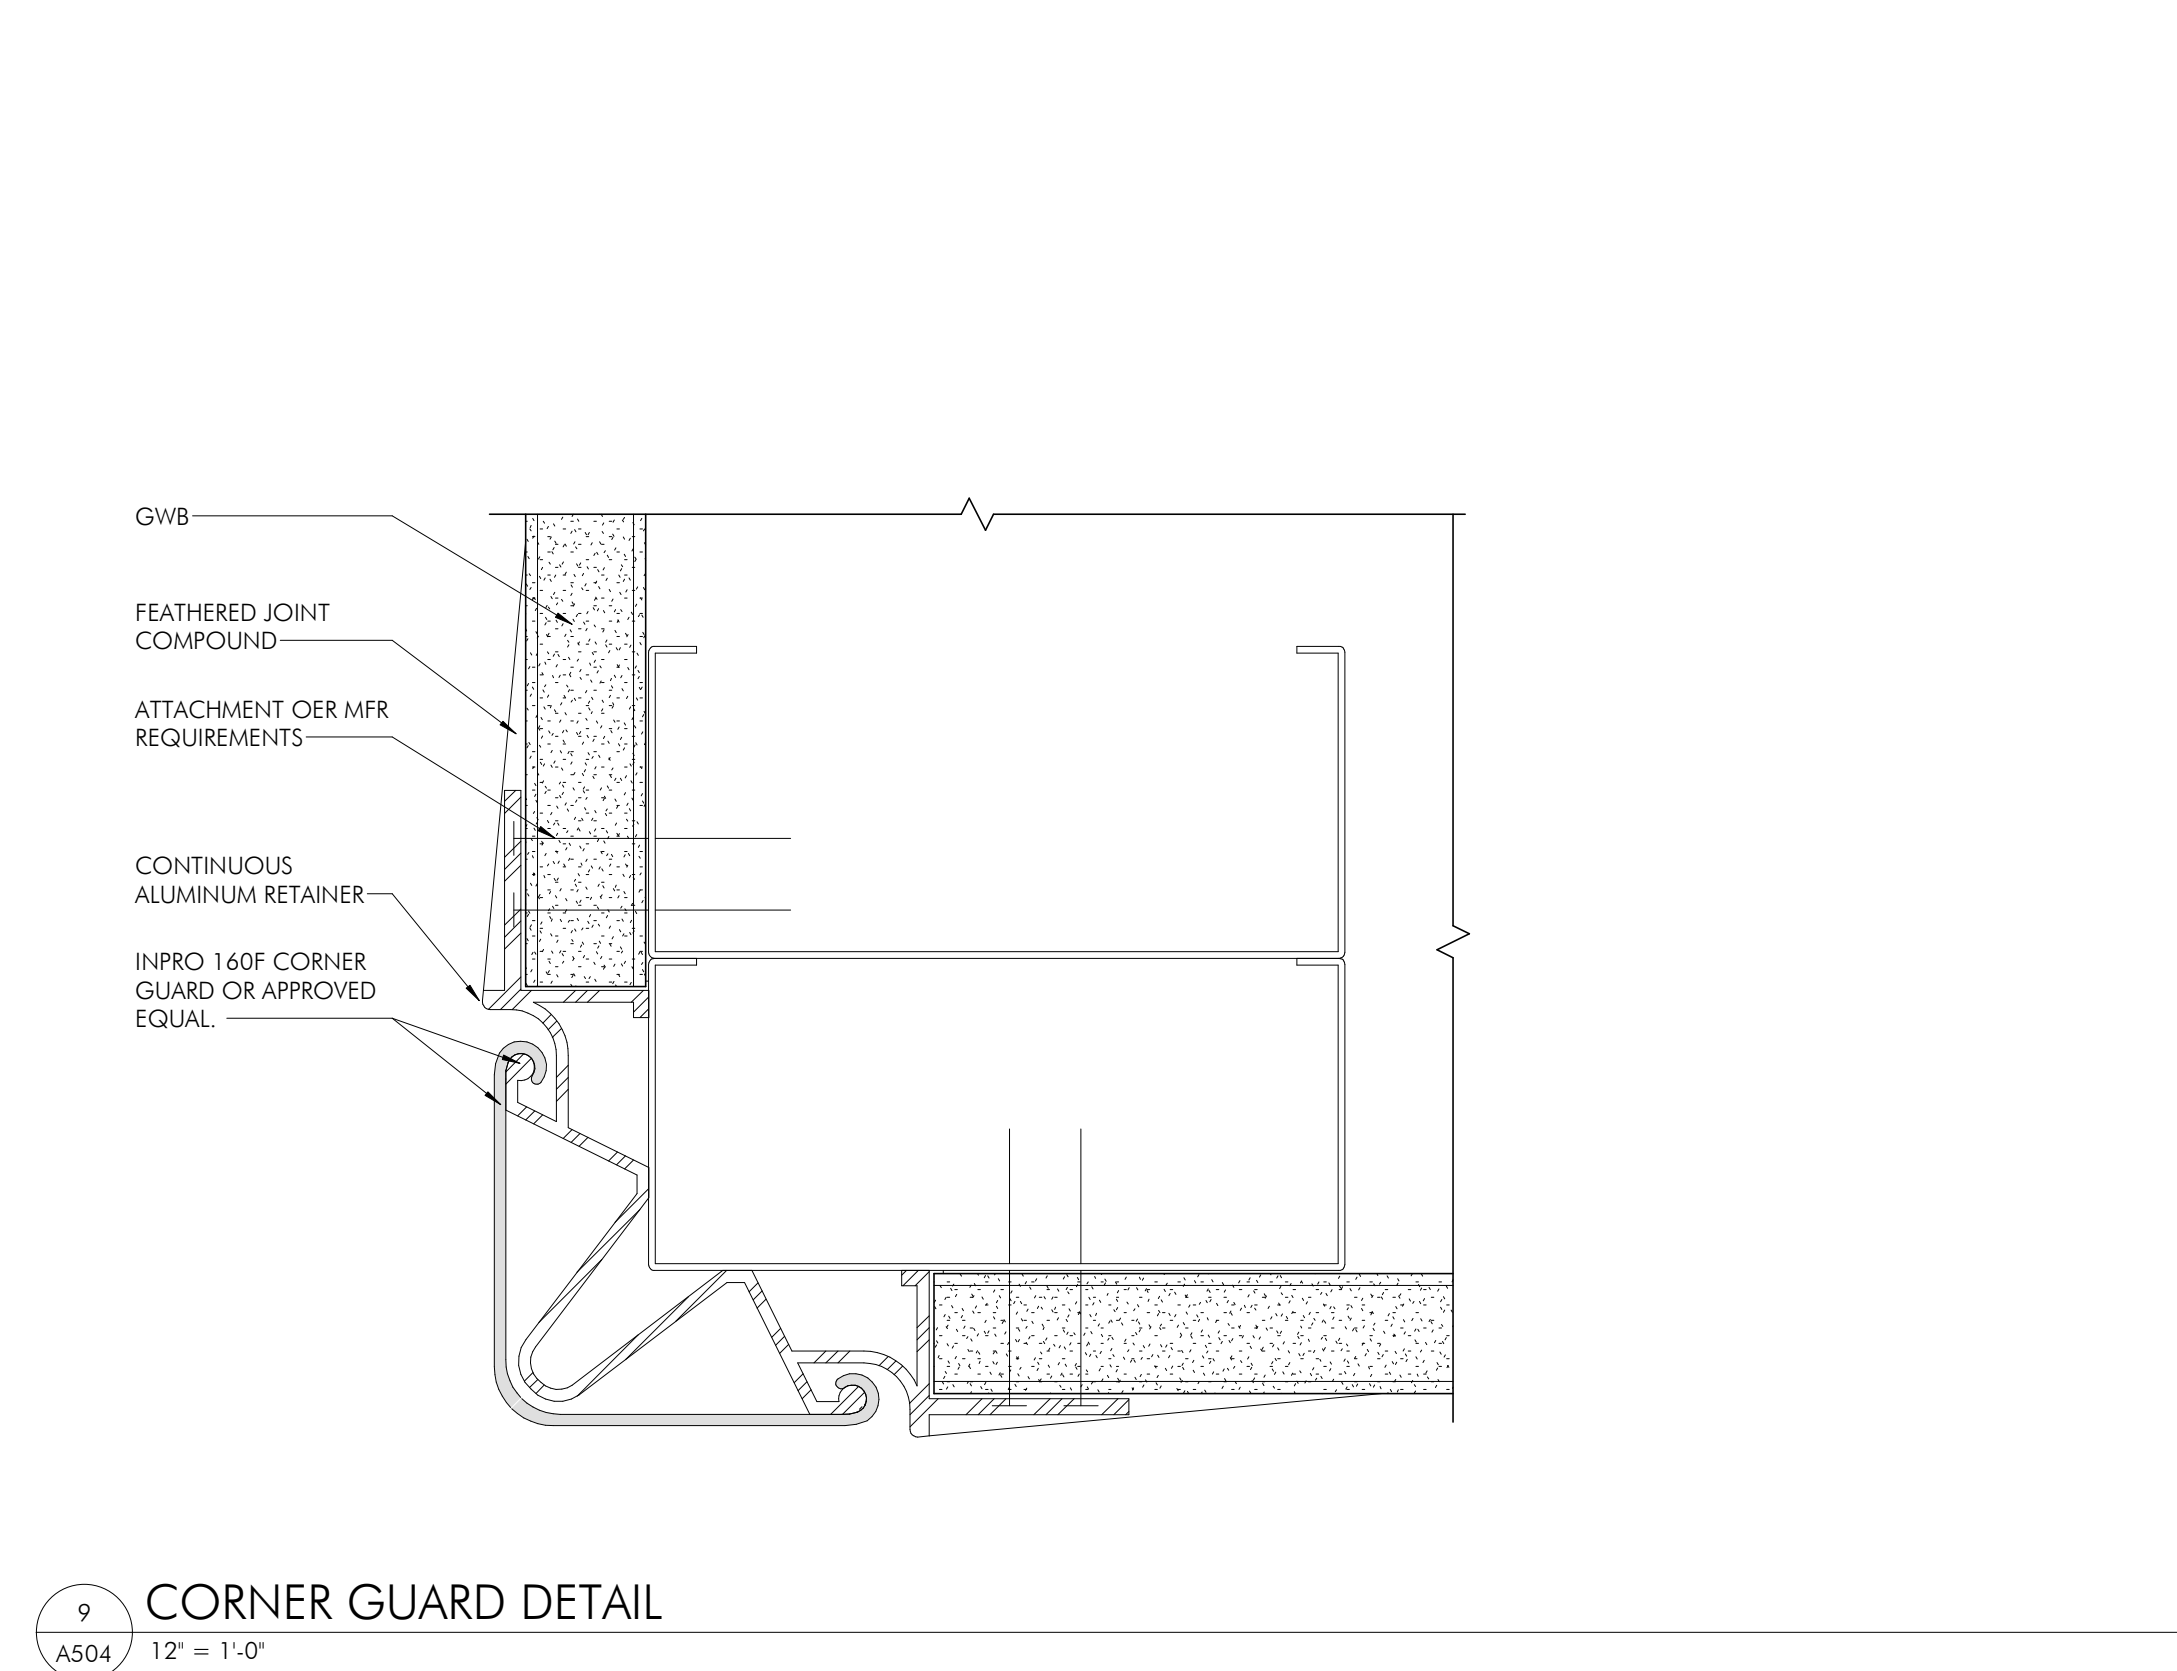 GWB
FEATHERED JOINT
COMPOUND
ATTACHMENT OER MFR
REQUIREMENTS
CONTINUOUS
ALUMINUM RETAINER
INPRO 160F CORNER
GUARD OR APPROVED
EQUAL.
9
CORNER GUARD DETAIL
A504
12" = 1'-0"